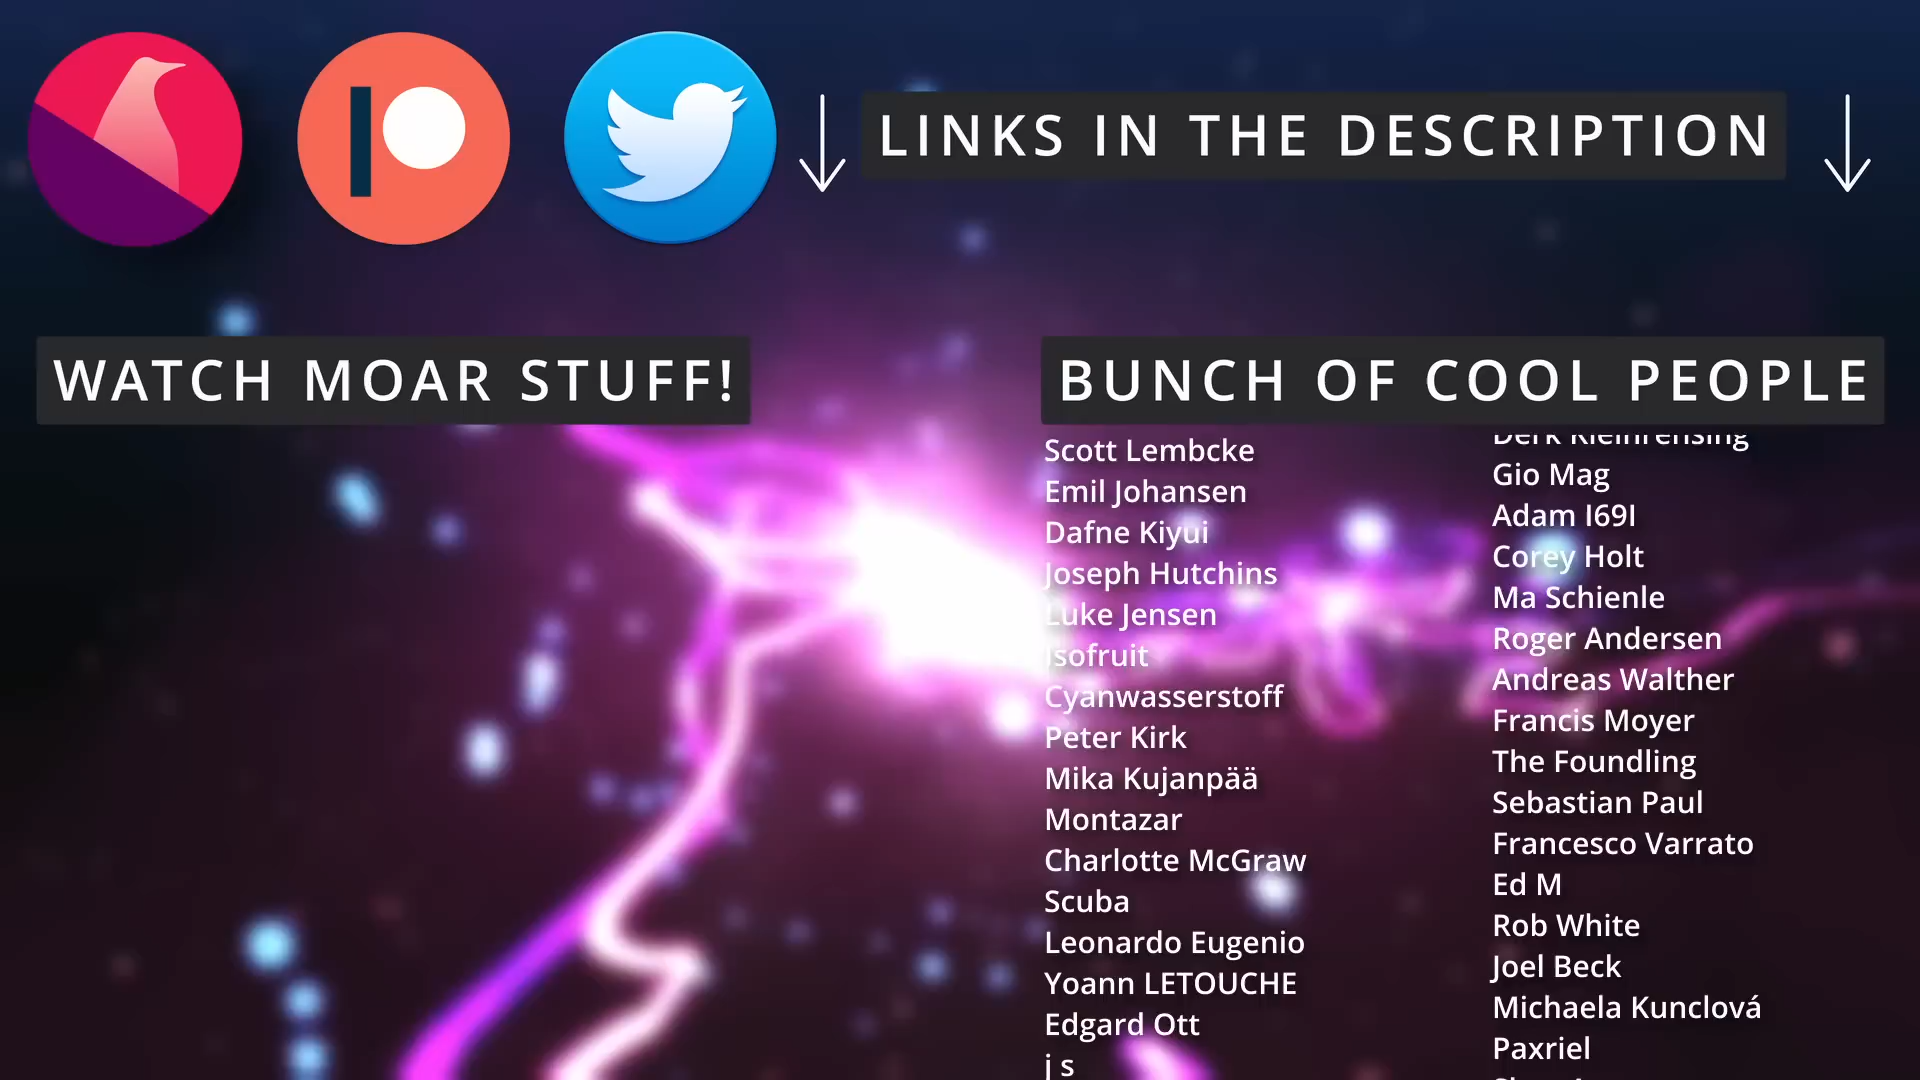 LINKS IN THE DESCRIPTION
WATCH MOAR STUFF!
BUNCH OF COOL PEOPLE
Scott Lembcke
Emil Johansen
Dafne Kiyui
Joseph Hutchins
Luke Jensen
Isofruit
Cyanwasserstoff
Peter Kirk
Mika Kujanpää
Montazar
Charlotte McGraw
Scuba
Leonardo Eugenio
Yoann LETOUCHE
Edgard Ott
j s
Derk Kleinrensing
Gio Mag
Adam I69I
Corey Holt
Ma Schienle
Roger Andersen
Andreas Walther
Francis Moyer
The Foundling
Sebastian Paul
Francesco Varrato
Ed M
Rob White
Joel Beck
Michaela Kunclová
Paxriel